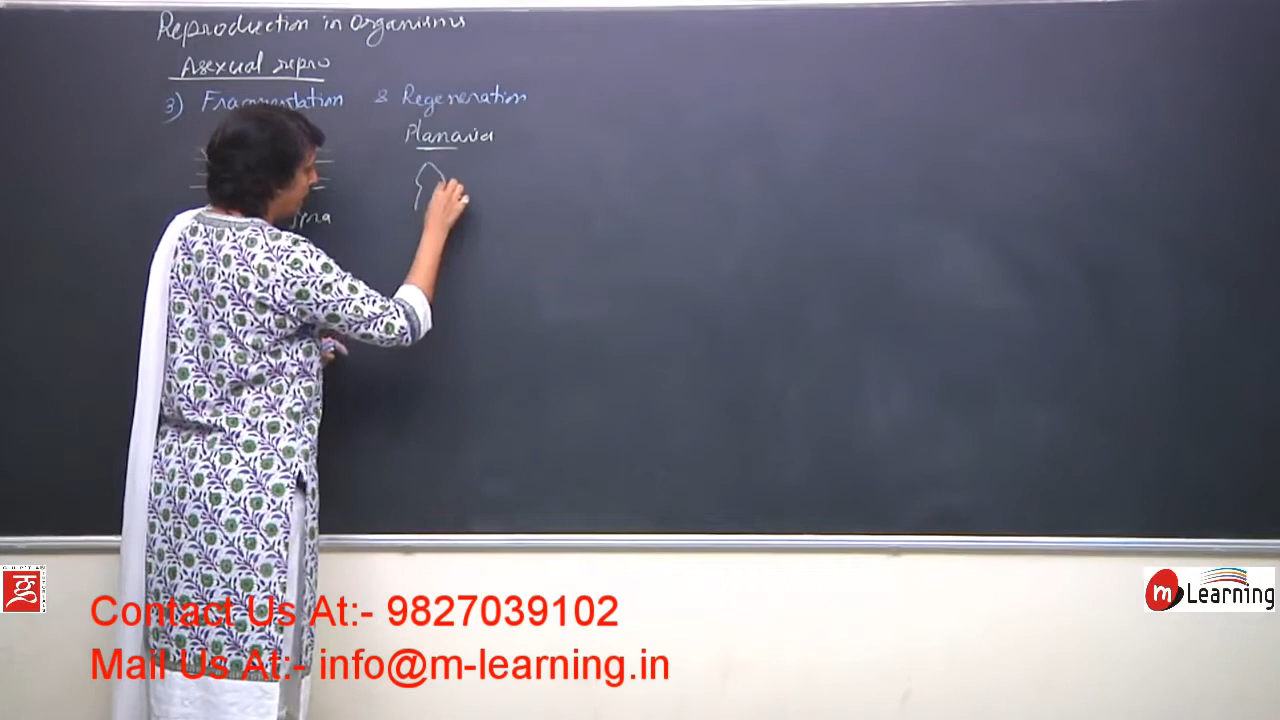 Reproduction in Organisms
Asexual repro
3) Fragmentation & Regeneration
Planaria
Contact Us At:- 9827039102
Mail Us At:- info@m-learning.in
m Learning